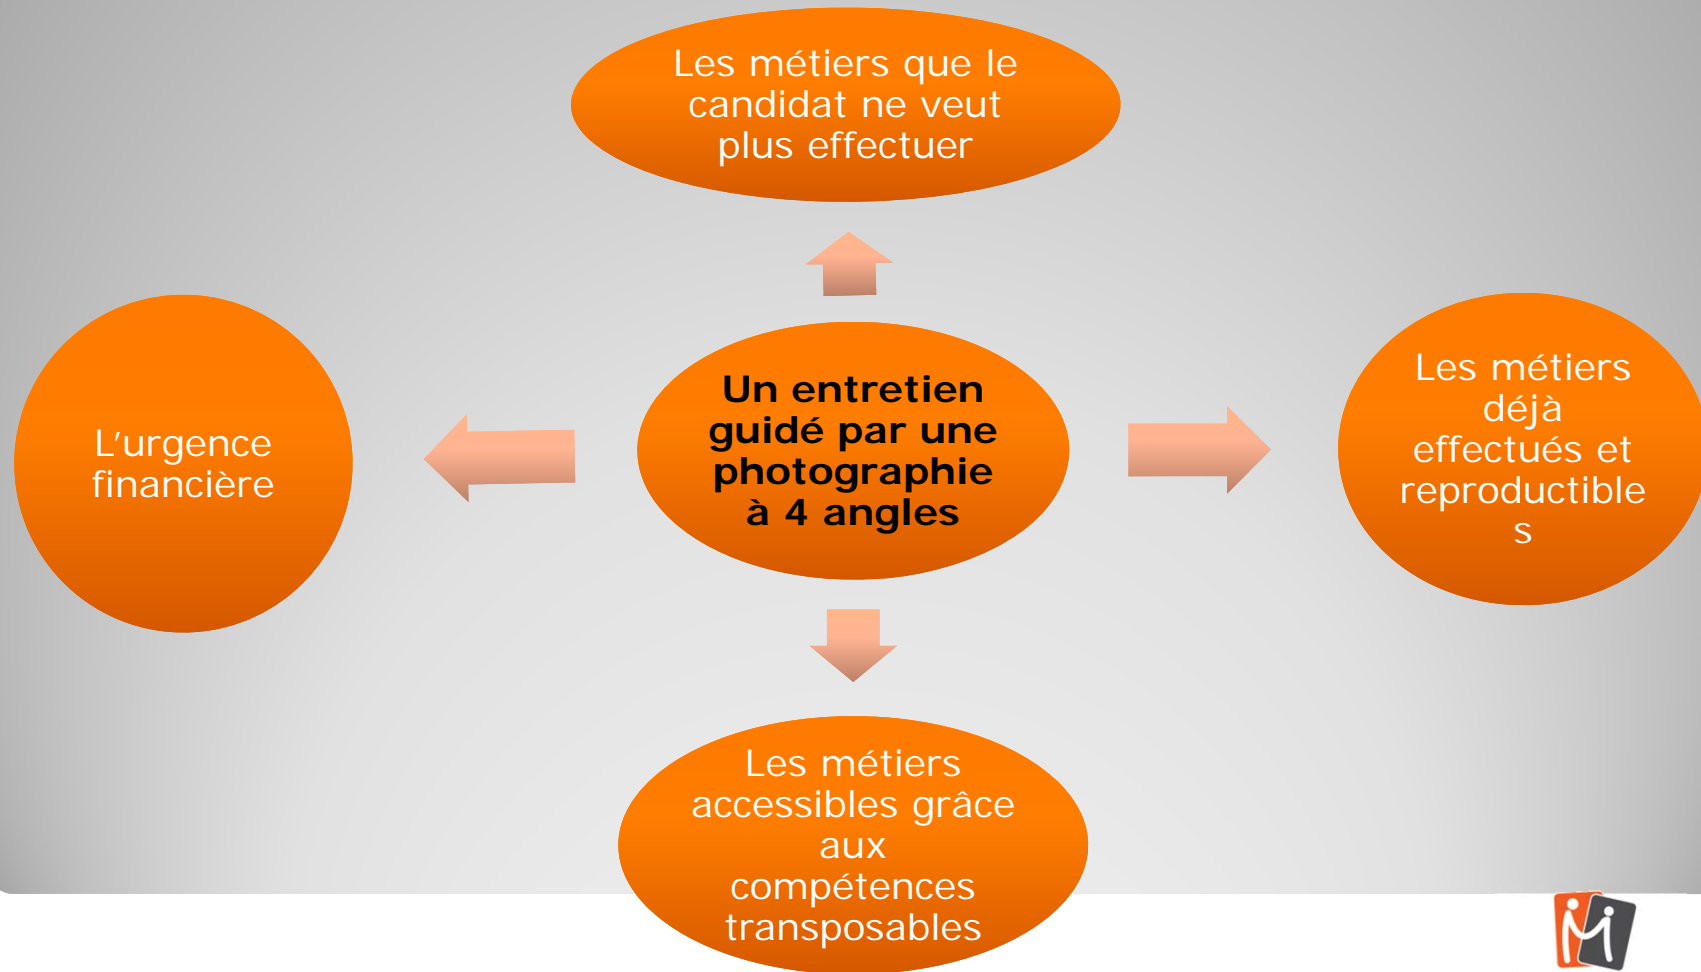 Les métiers que le
candidat ne veut
plus effectuer
L’urgence
financière
Un entretien
guidé par une
photographie
à 4 angles
Les métiers
déjà
effectués et
reproductible
s
Les métiers
accessibles grâce
aux
compétences
transposables